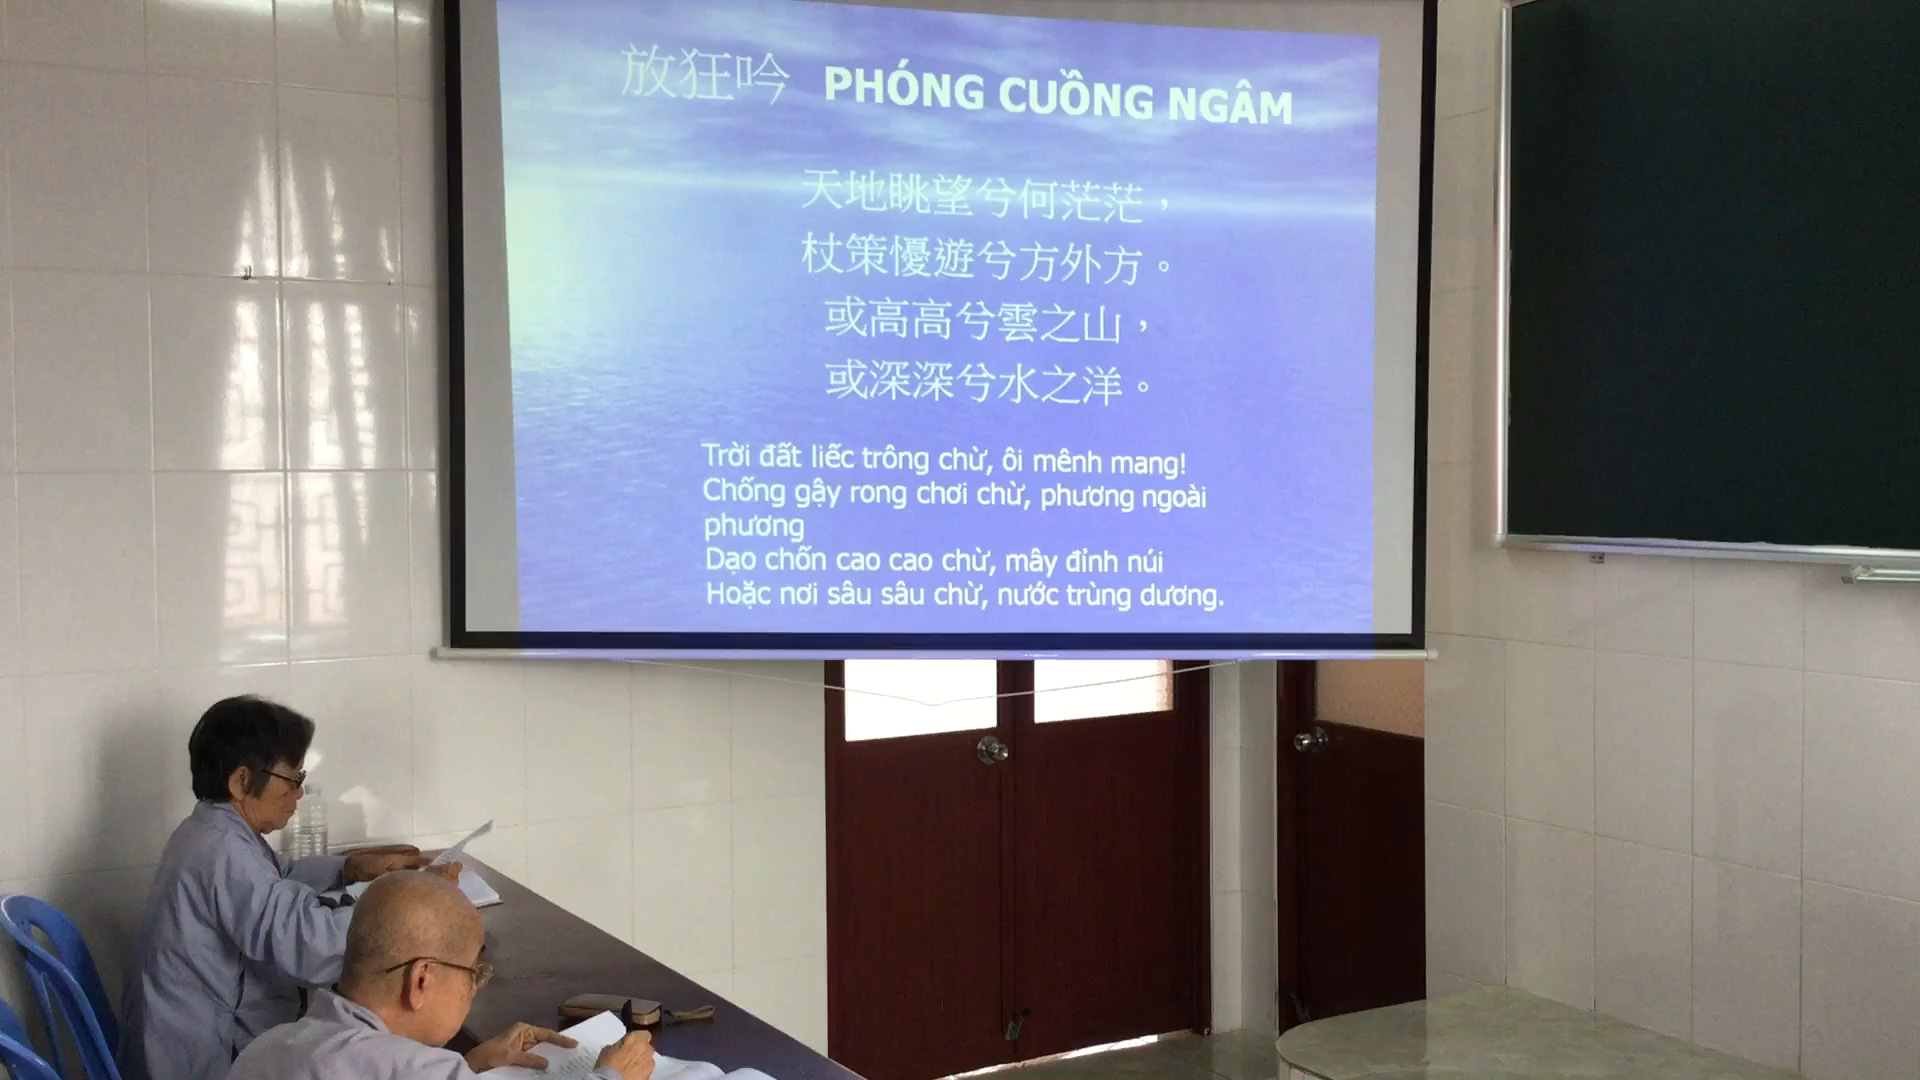 放狂吟 PHÓNG CUỒNG NGÂM
天地眺望兮何茫茫，
杖策懮遊兮方外方。
或高高兮雲之山，
或深深兮水之洋。
Trời đất liếc trông chừ, ôi mênh mang!
Chống gậy rong chơi chừ, phương ngoài
phương
Dạo chốn cao cao chừ, mây đỉnh núi
Hoặc nơi sâu sâu chừ, nước trùng dương.